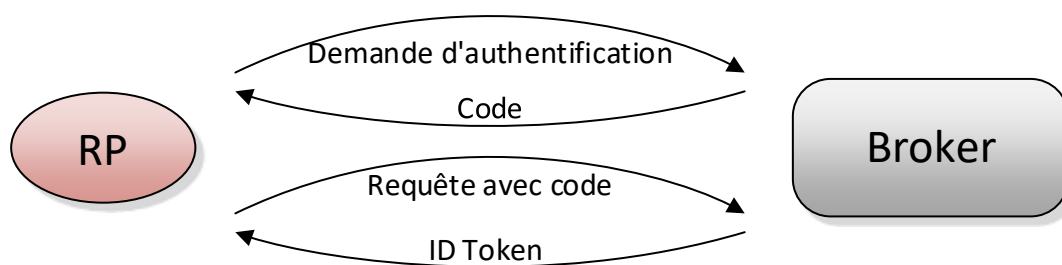 Demande d'authentification
Code
RP
Broker
Requête avec code
ID Token